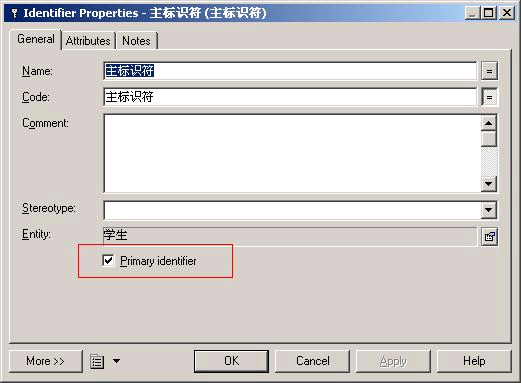 Identifier Properties - 主标识符 (主标识符)
General Attributes Notes
Name: 主标识符 =
Code: 主标识符 =
Comment:
Stereotype:
Entity: 学生
Primary identifier
More >> OK Cancel Apply Help